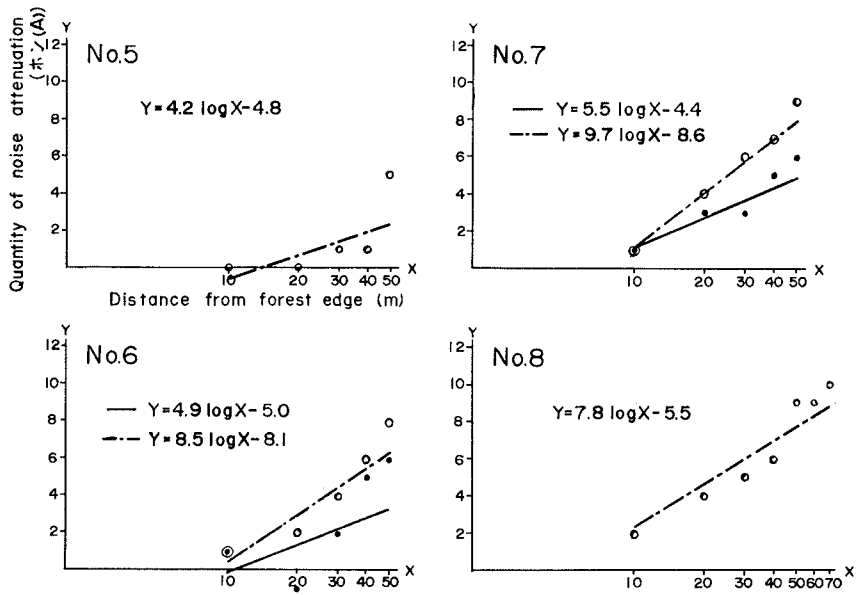 Quantity of noise attenuation
(ホン(A)
Y
12
10
8
6
4
2
No.5
Y=4.2 logX-4.8
10
20
30
40
50
X
Distance from forest edge (m)
Y
12
10
8
6
4
2
No.7
Y=5.5 logX-4.4
Y=9.7 logX-8.6
10
20
30
40
50
X
Y
12
10
8
6
4
2
No.6
Y=4.9 logX-5.0
Y=8.5 logX-8.1
10
20
30
40
50
X
Y
12
10
8
6
4
2
No.8
Y=7.8 logX-5.5
10
20
30
40
50
60
70
X